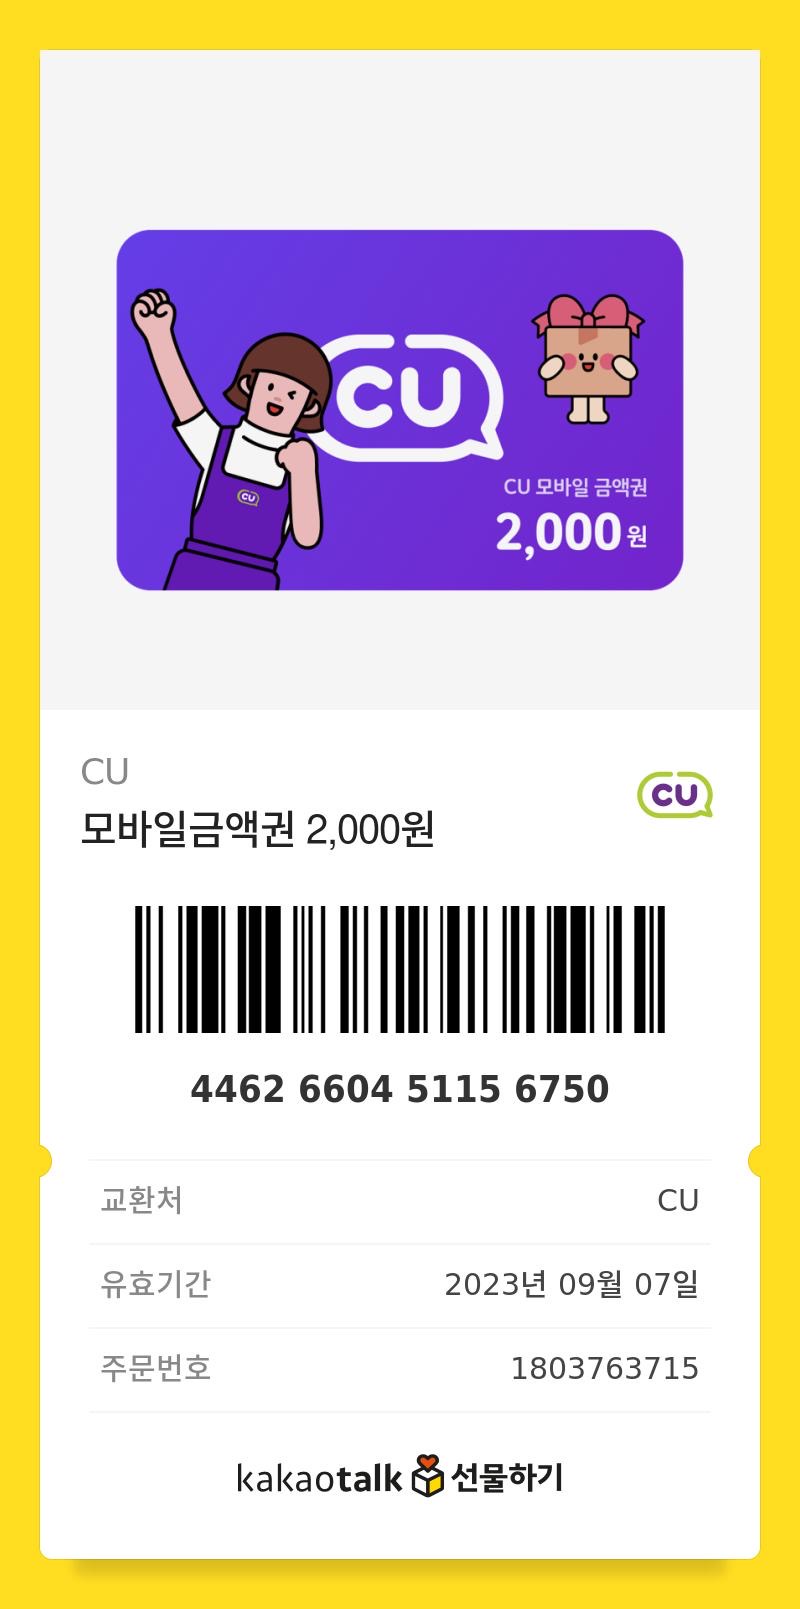 CU
CU
CU 모바일 금액권
2,000원
CU
모바일금액권 2,000원
CU
4462 6604 5115 6750
교환처 CU
유효기간 2023년 09월 07일
주문번호 1803763715
kakaotalk 선물하기